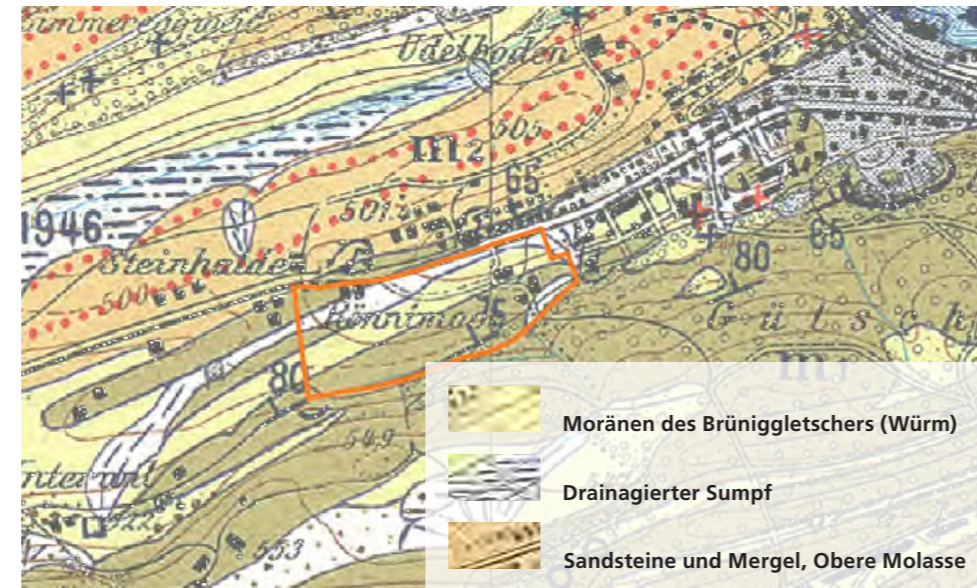 Udelboden
505
m2
65
501
1946
Steinhalde
500
65
80
75
Gütsch
80
549
522
553
Moränen des Brüniggletschers (Würm)
Drainagierter Sumpf
Sandsteine und Mergel, Obere Molasse